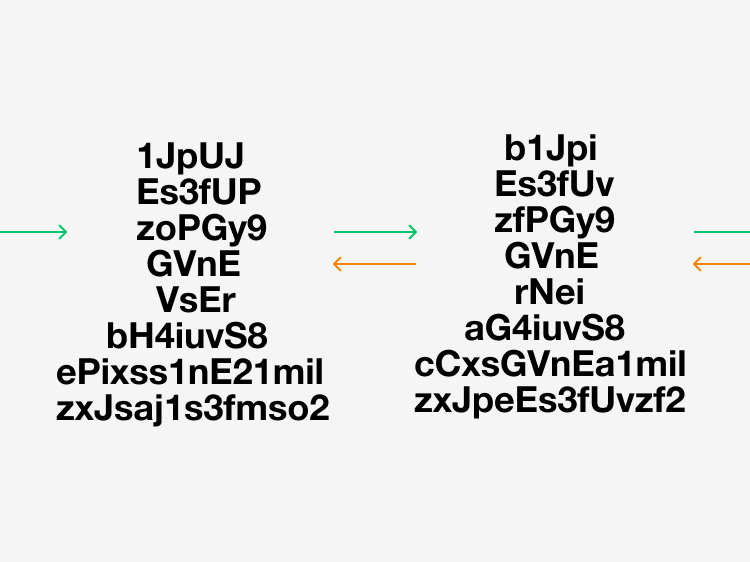 1JpUJ
Es3fUP
zoPGy9
GVnE
VsEr
bH4iuvS8
ePixss1nE21mil
zxJsaj1s3fmso2
b1Jpi
Es3fUv
zfPGy9
GVnE
rNei
aG4iuvS8
cCxsGVnEa1mil
zxJpeEs3fUvzf2